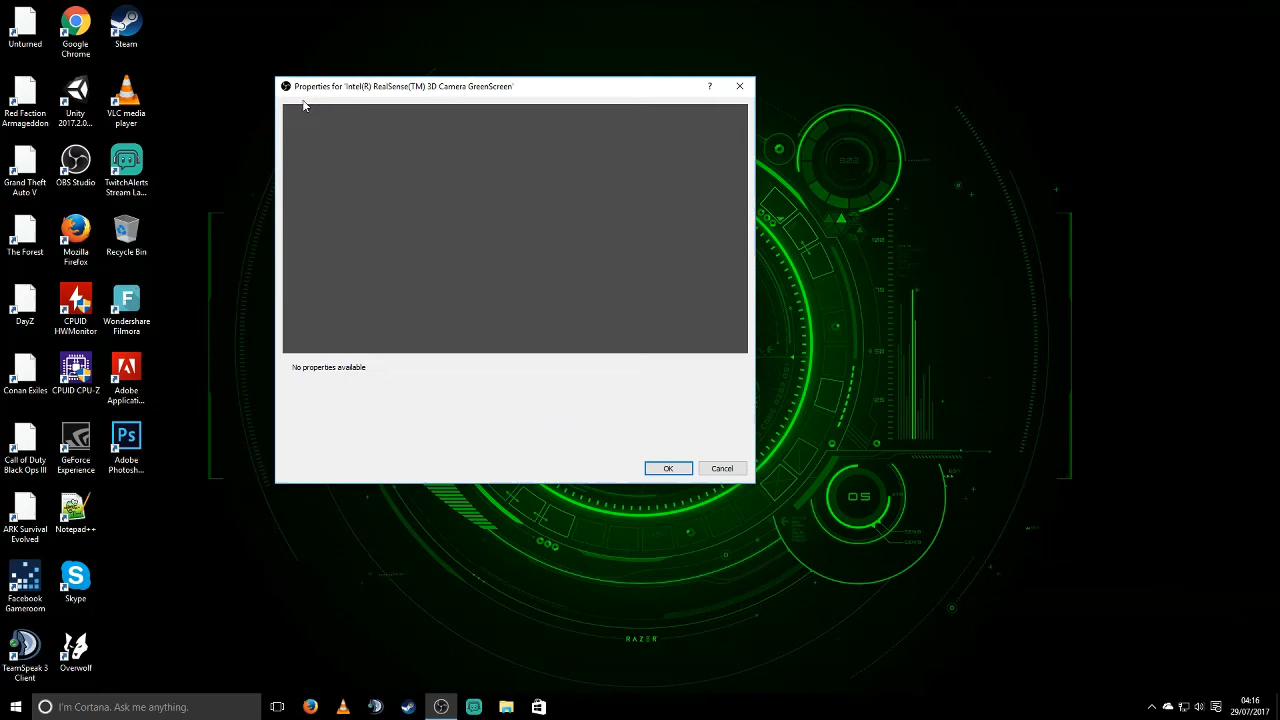 Unturned
Google
Chrome
Steam
Red Faction
Armageddon
Unity
2017.2.0...
VLC media
player
Grand Theft
Auto V
OBS Studio
TwitchAlerts
Stream La...
The Forest
Mozilla
Firefox
Recycle Bin
DayZ
CPUID
HWMonitor
Wondershare
Filmora
Conan Exiles
CPUID CPU-Z
Adobe
Applicati...
Call of Duty
Black Ops III
GeForce
Experience
Adobe
Photosh...
ARK Survival
Evolved
Notepad++
Facebook
Gameroom
Skype
TeamSpeak 3
Client
Overwolf
Properties for 'Intel(R) RealSense(TM) 3D Camera GreenScreen'
No properties available
OK
Cancel
05
RAZER
I'm Cortana. Ask me anything.
04:16
29/07/2017